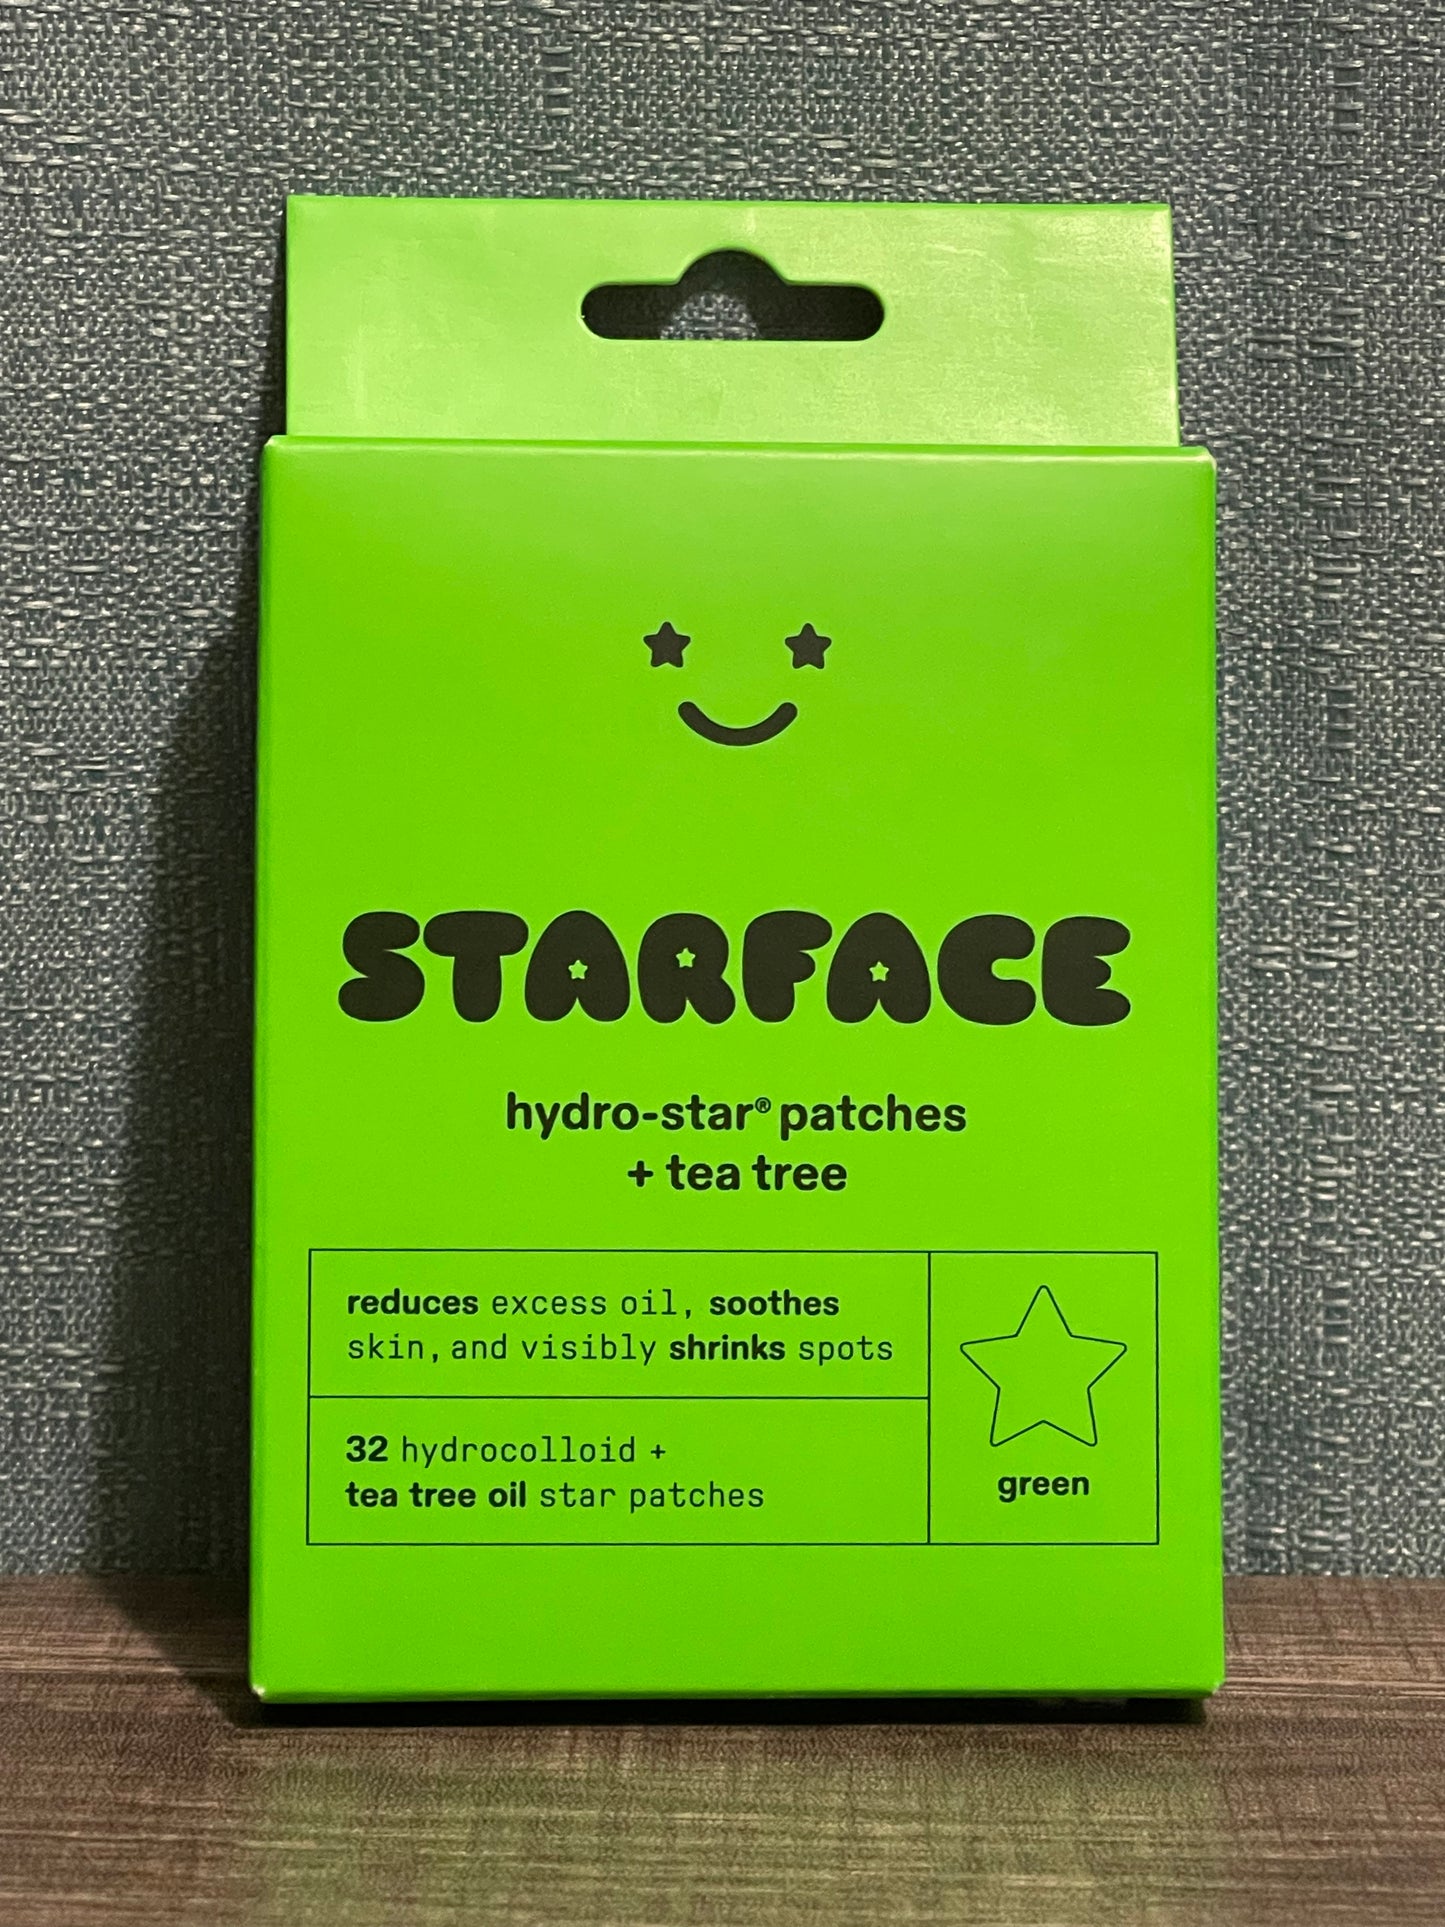 STARFACE
hydro-star® patches
+ tea tree
reduces excess oil, soothes
skin, and visibly shrinks spots
32 hydrocolloid +
tea tree oil star patches
green